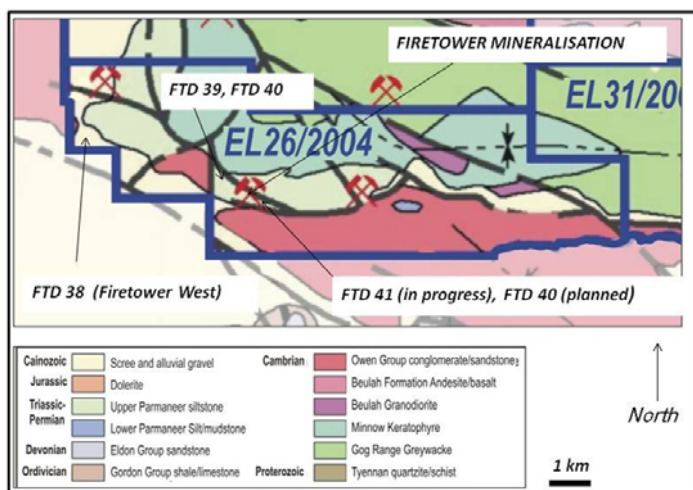 FIRETOWER MINERALISATION
FTD 39, FTD 40
EL31/200
EL26/2004
FTD 38 (Firetower West)
FTD 41 (in progress), FTD 40 (planned)
Cainozoic Scree and alluvial gravel
Jurassic Dolerite
Triassic-
Permian
Upper Parmaneer siltstone
Lower Parmaneer Silt/mudstone
Devonian Eldon Group sandstone
Ordivician Gordon Group shale/limestone
Cambrian Owen Group conglomerate/sandstone
Beulah Formation Andesite/basalt
Beulah Granodiorite
Minnow Keratophyre
Gog Range Greywacke
Proterozoic Tyennan quartzite/schist
North
1 km